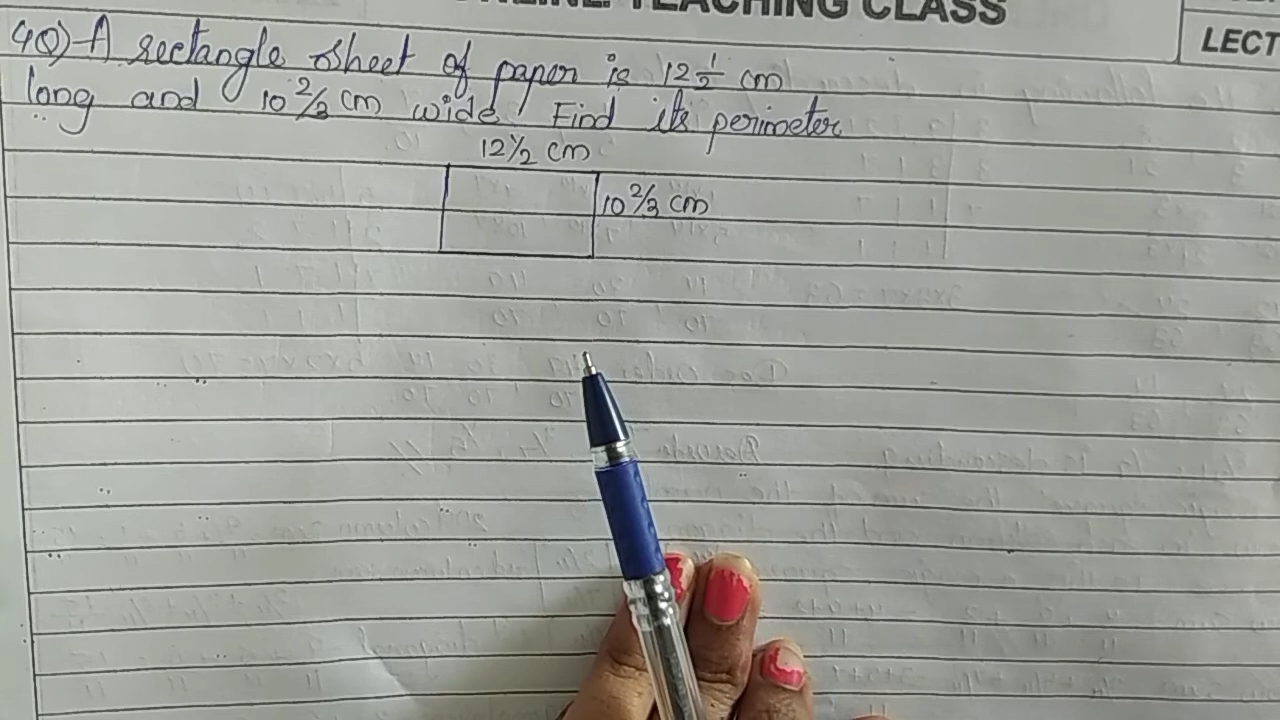 TEACHING CLASS
LECT
4Q)-A rectangle sheet of paper is 12 1/2 cm
long and 10 2/3 cm wide. Find its perimeter
12 1/2 cm
10 2/3 cm